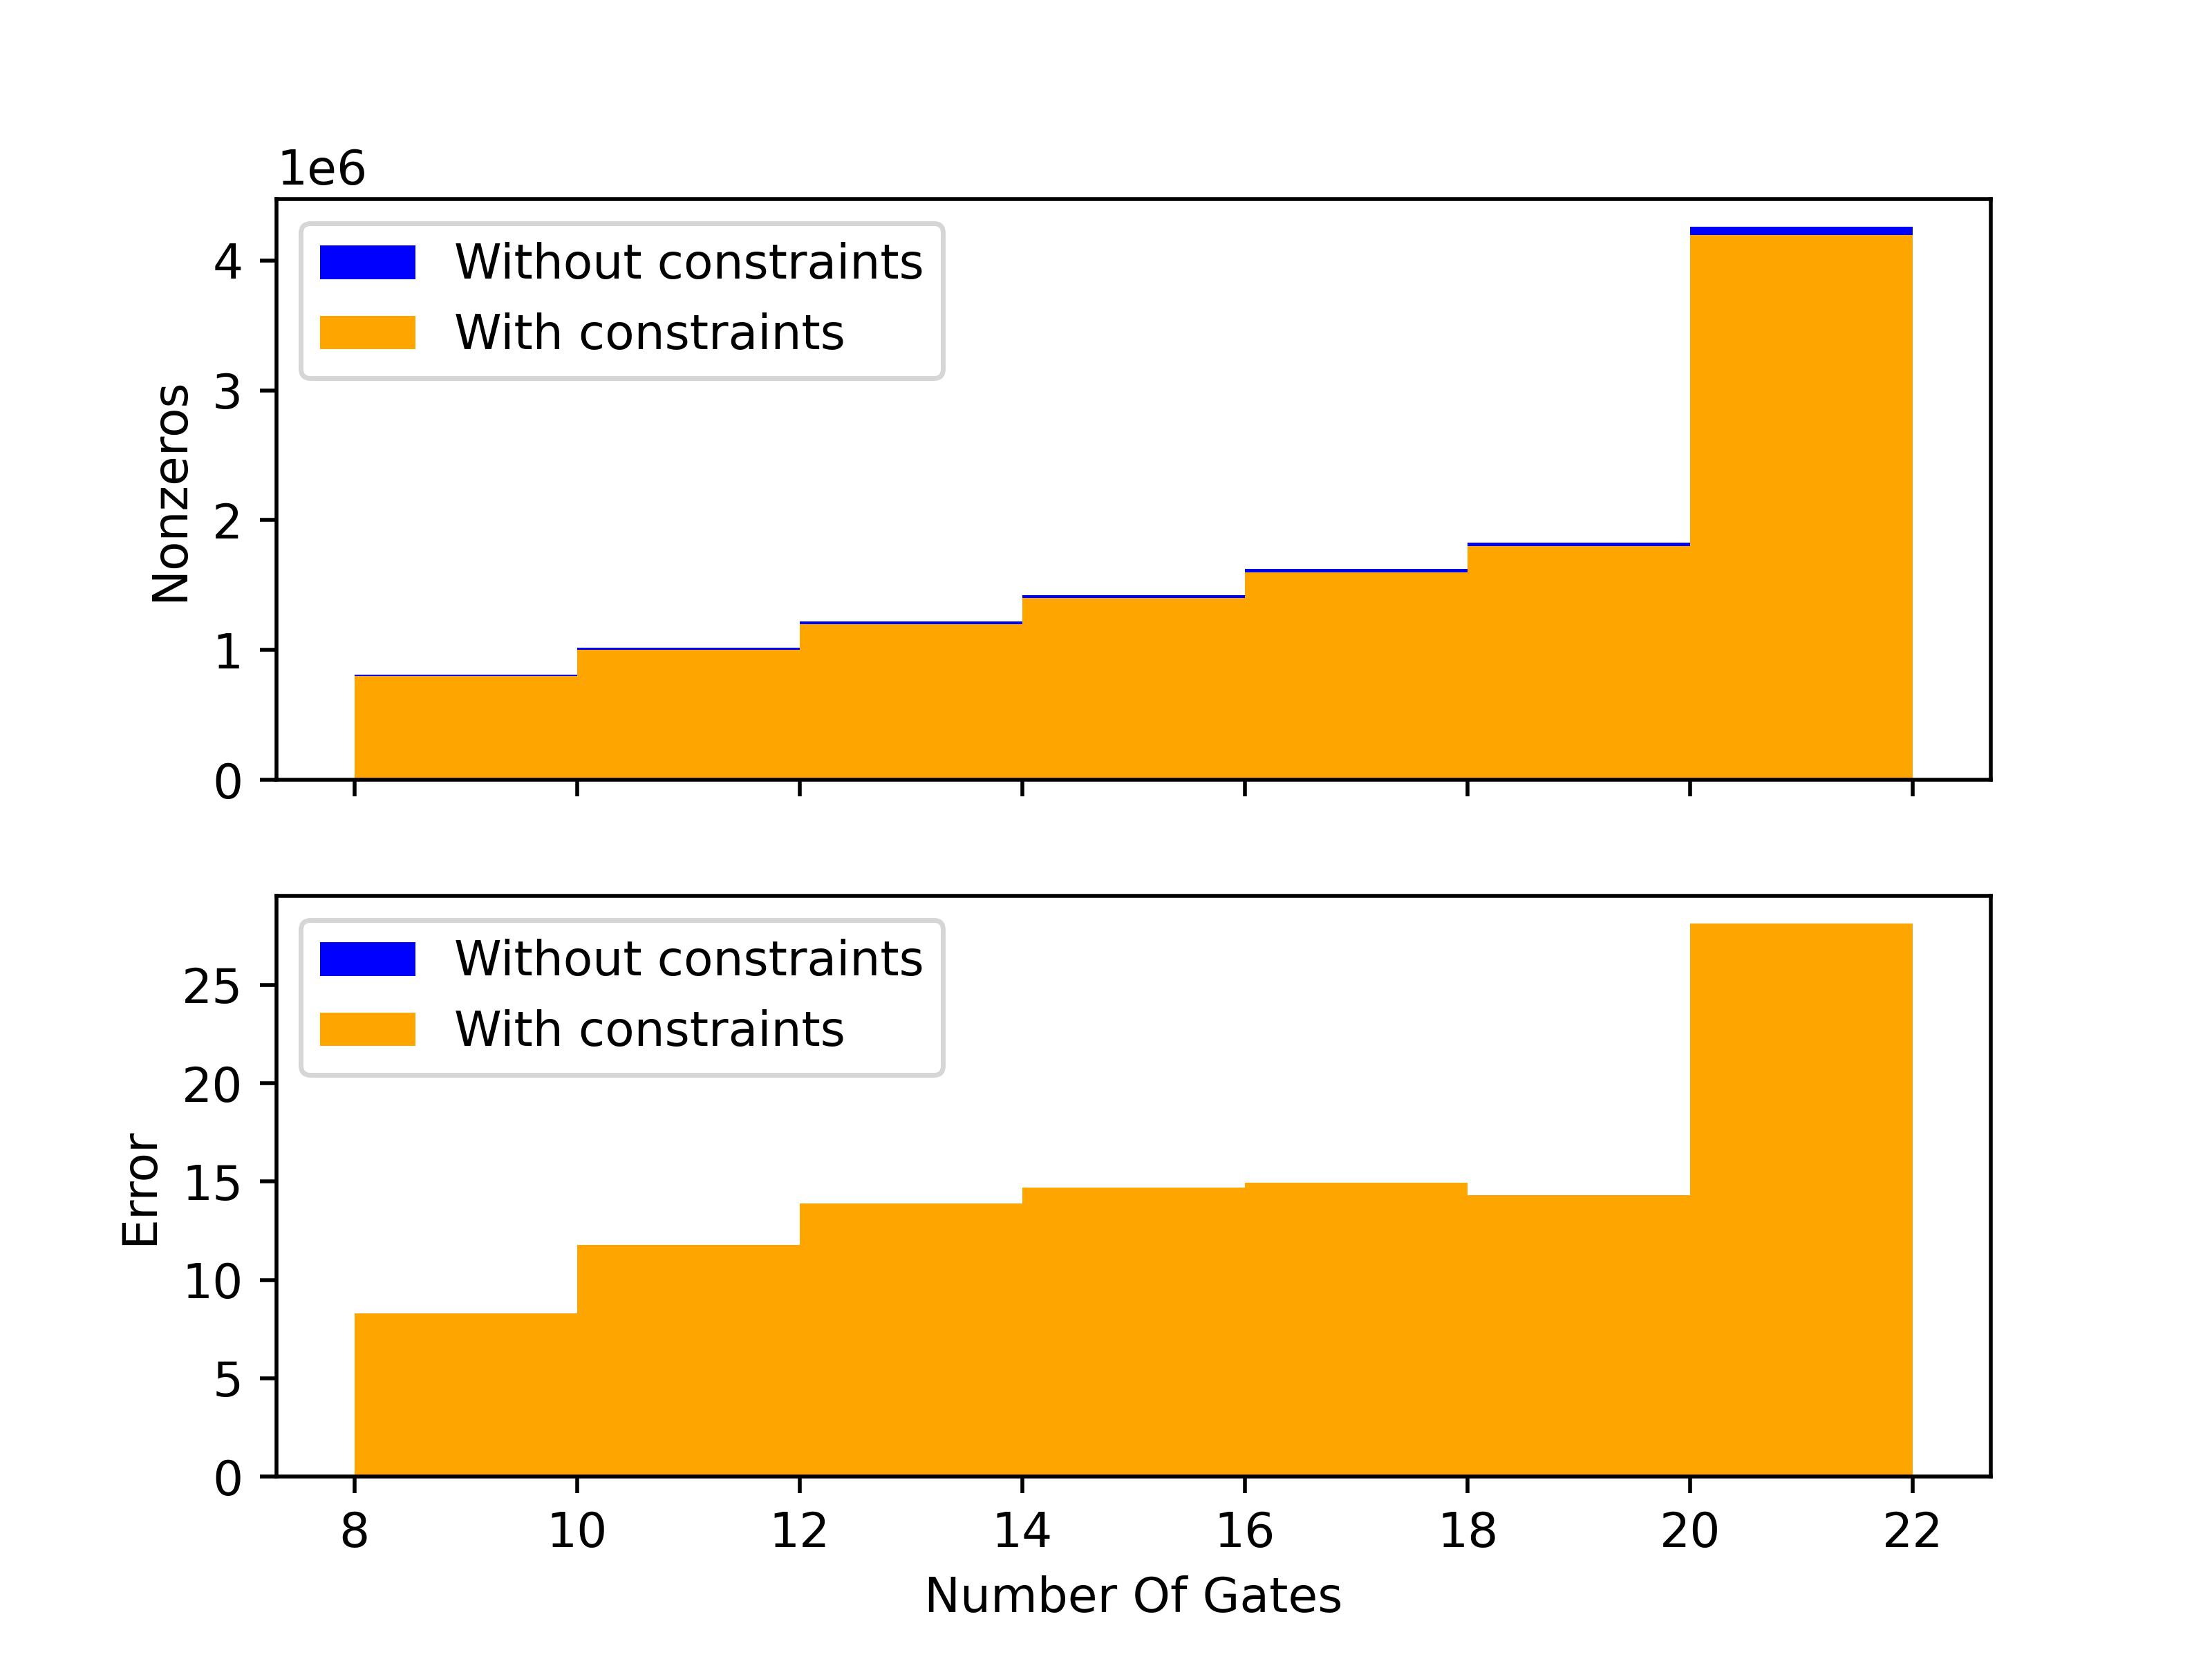 1e6
Without constraints
With constraints
4
3
2
1
0
Nonzeros
Without constraints
With constraints
25
20
15
10
5
0
Error
8 10 12 14 16 18 20 22
Number Of Gates